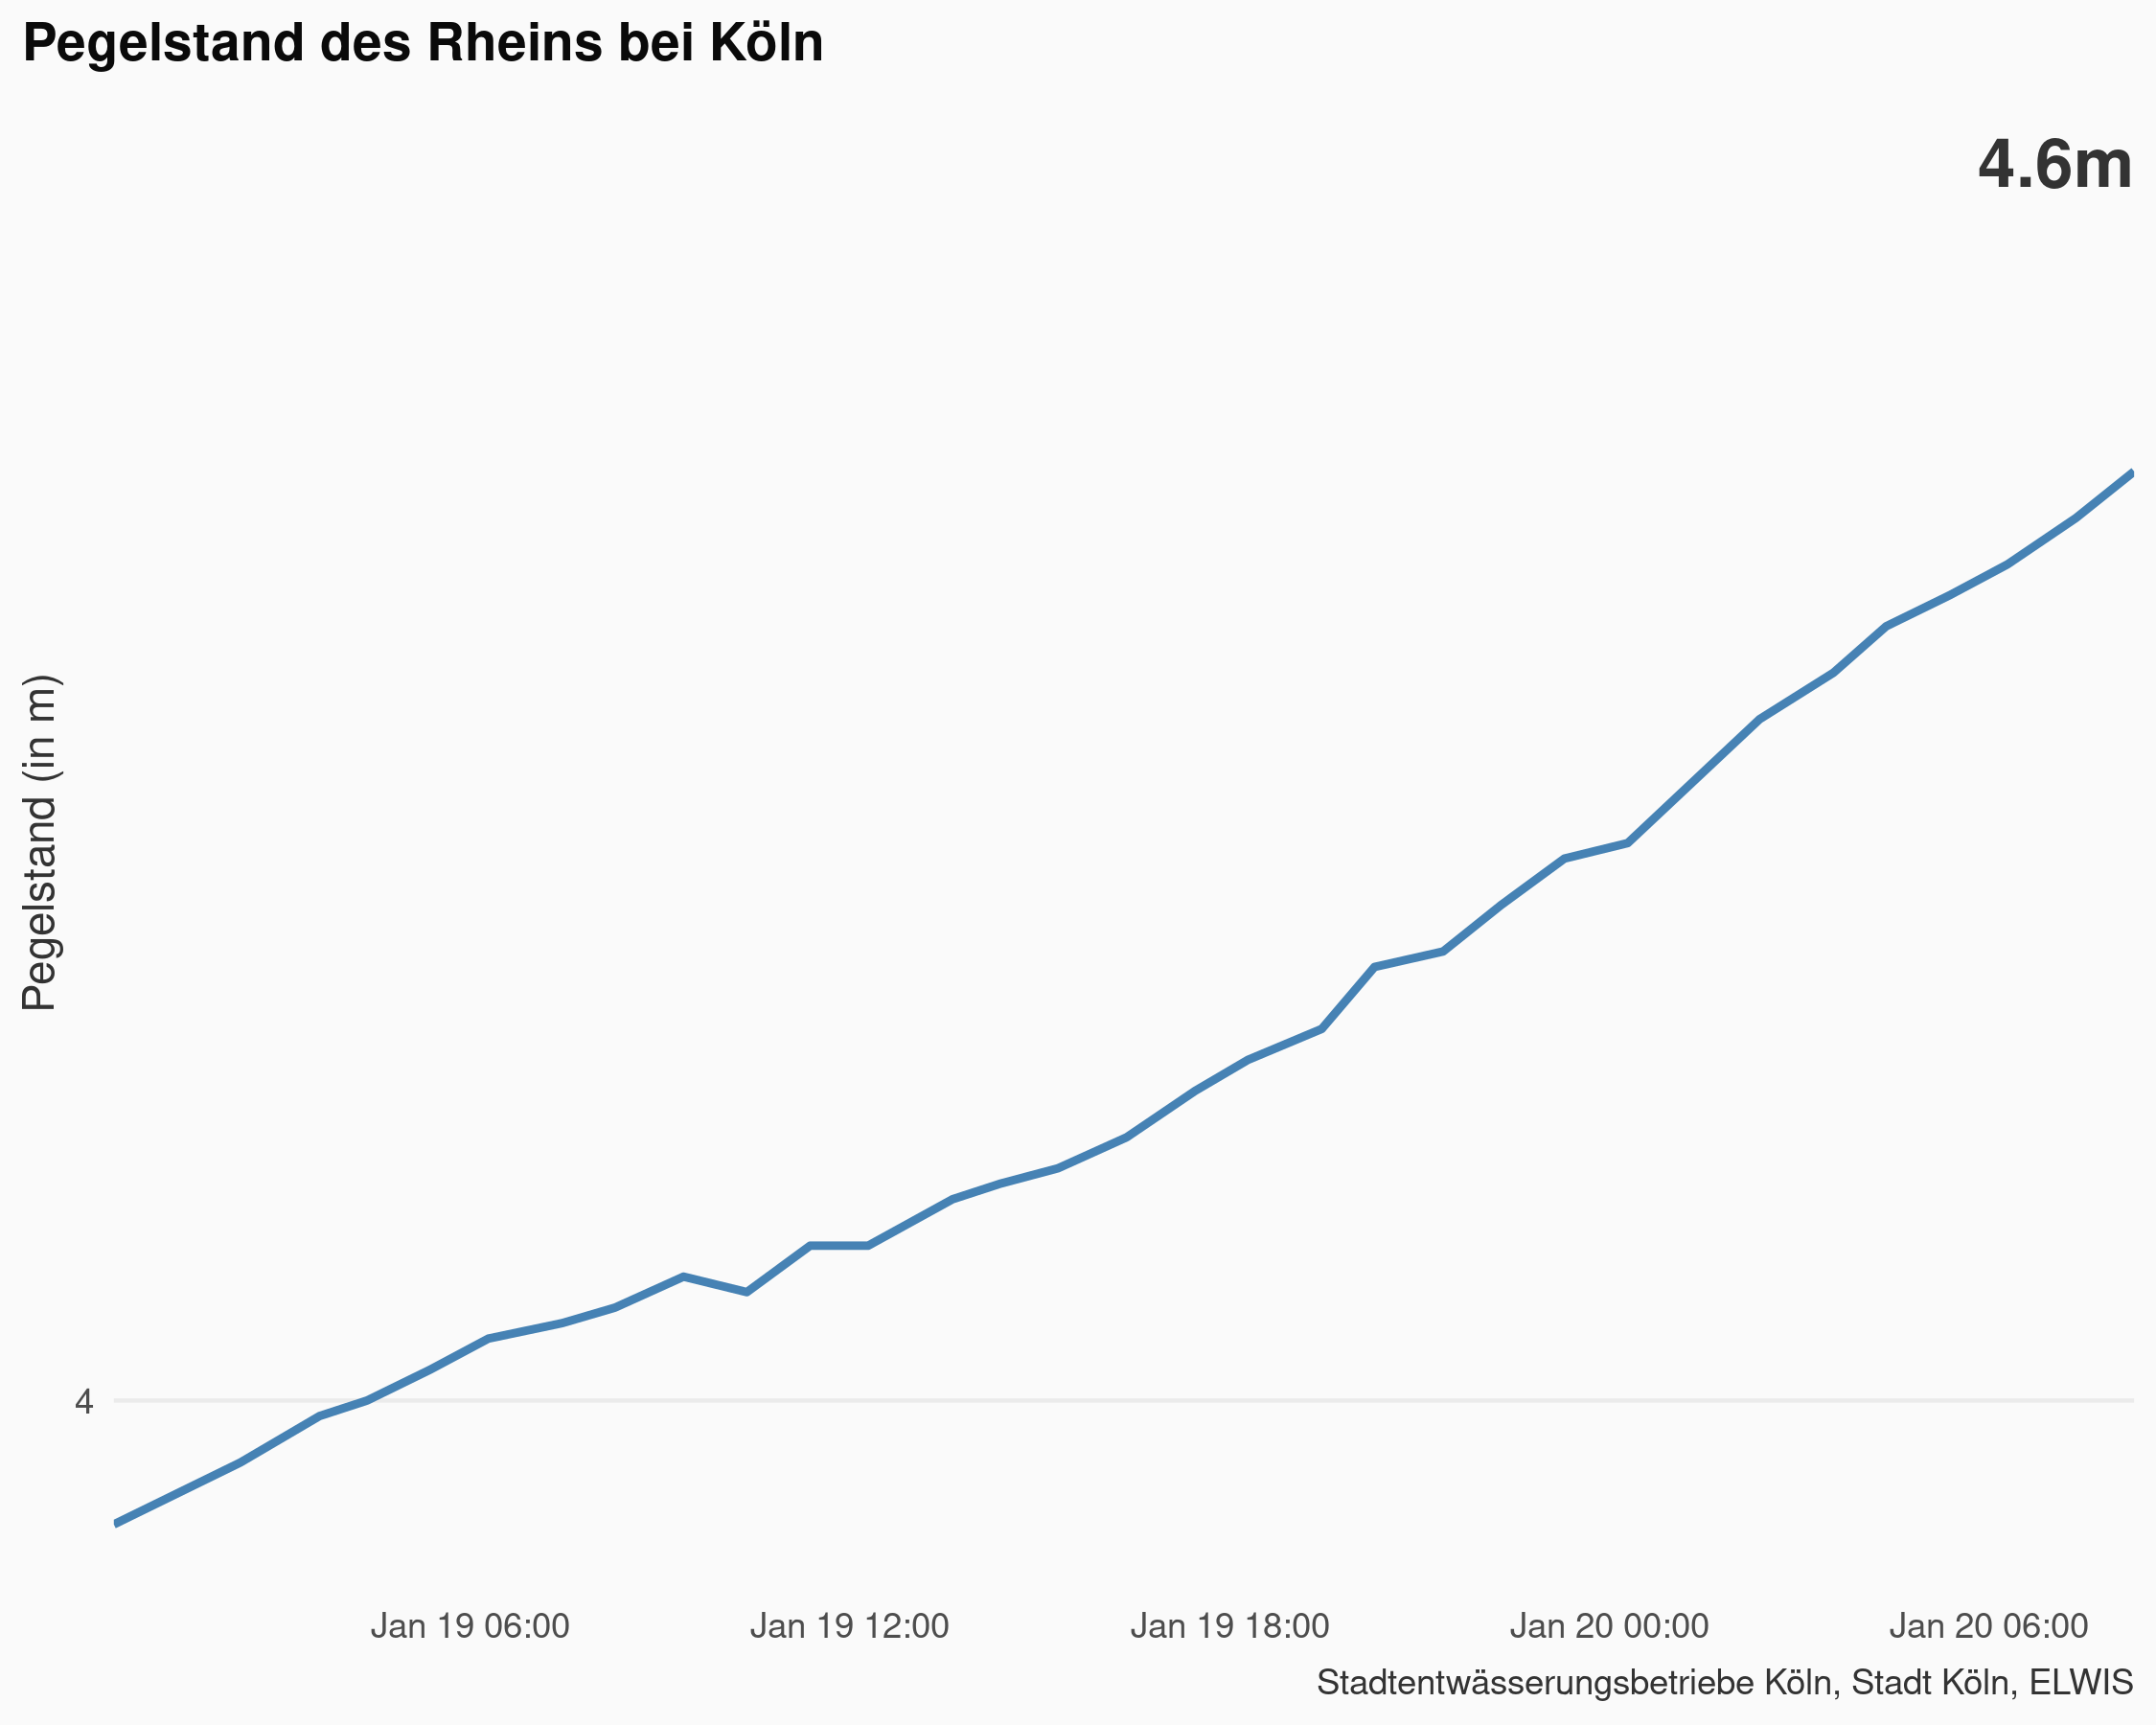 Pegelstand des Rheins bei Köln
4.6m
Pegelstand (in m)
4
Jan 19 06:00 Jan 19 12:00 Jan 19 18:00 Jan 20 00:00 Jan 20 06:00
Stadtentwässerungsbetriebe Köln, Stadt Köln, ELWIS